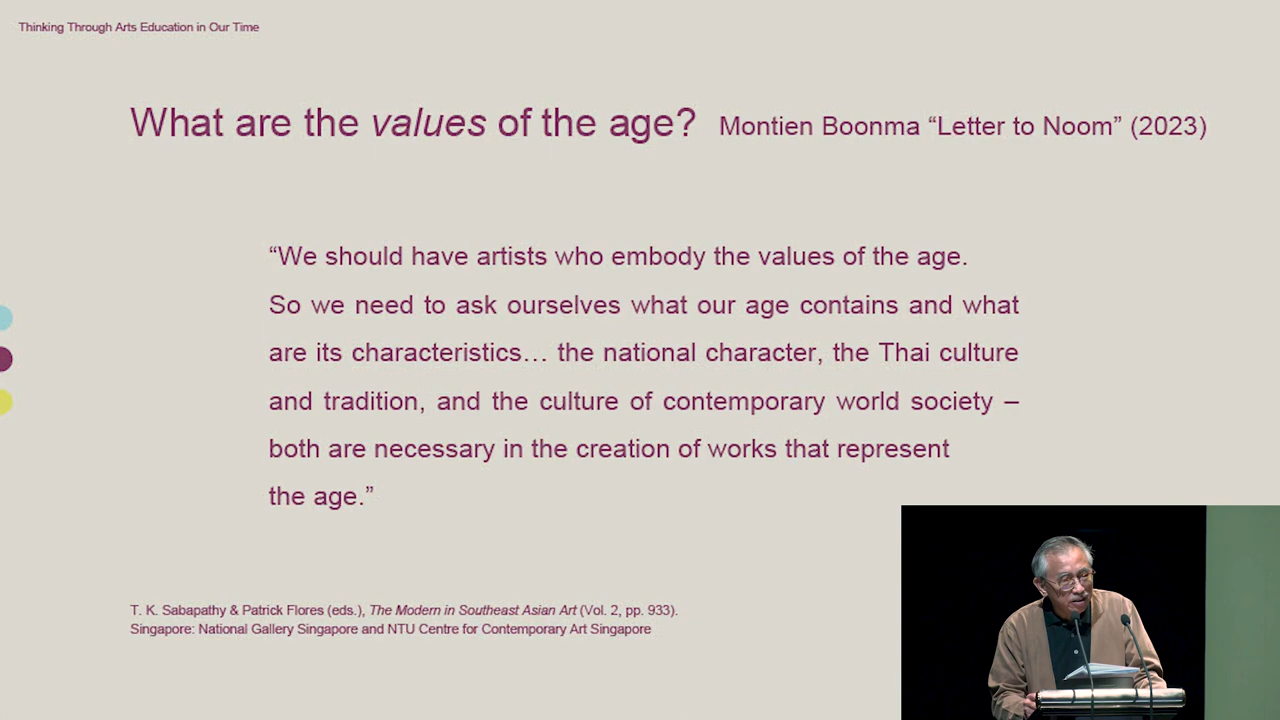 Thinking Through Arts Education in Our Time
What are the values of the age? Montien Boonma “Letter to Noom” (2023)
“We should have artists who embody the values of the age.
So we need to ask ourselves what our age contains and what
are its characteristics… the national character, the Thai culture
and tradition, and the culture of contemporary world society –
both are necessary in the creation of works that represent
the age.”
T. K. Sabapathy & Patrick Flores (eds.), The Modern in Southeast Asian Art (Vol. 2, pp. 933).
Singapore: National Gallery Singapore and NTU Centre for Contemporary Art Singapore